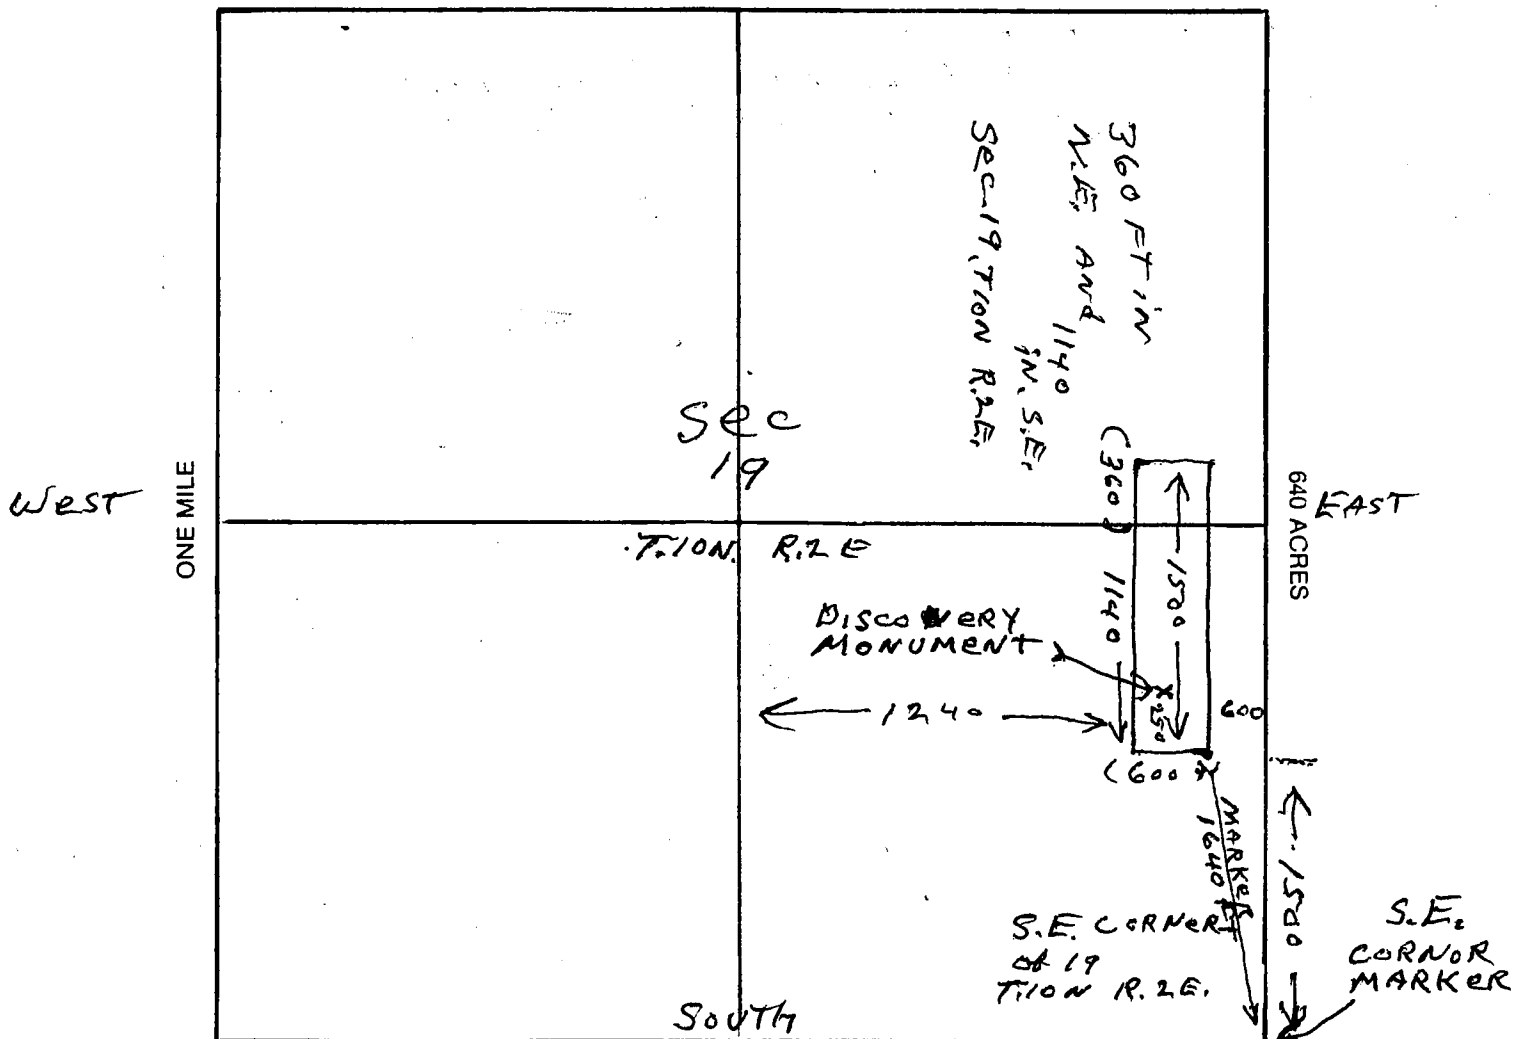 360 FT in
N.E. And
1140
in. S.E.
Sec-19, T10N R.2E.
Sec
19
(360)
West
ONE MILE
640 ACRES
EAST
T.10N. R.2E
1500
1140
Discovery
Monument
1240
250
600
(600)
Marker
1640 FT
1500
S.E. Corner
of 19
T.10N R.2E.
S.E.
Cornor
Marker
South